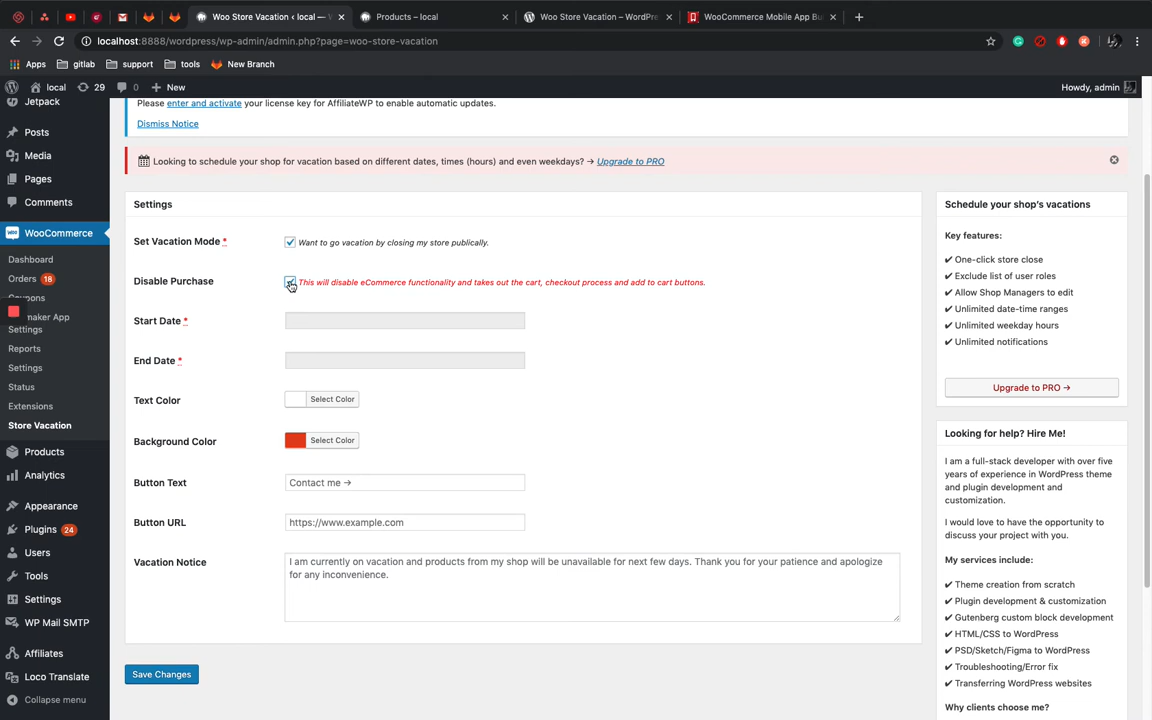 Woo Store Vacation ‹ local — W
Products – local
Woo Store Vacation – WordPre
WooCommerce Mobile App Bui
localhost:8888/wordpress/wp-admin/admin.php?page=woo-store-vacation
Apps
gitlab
support
tools
New Branch
local
29
0
New
Howdy, admin
Jetpack
Posts
Media
Pages
Comments
WooCommerce
Dashboard
Orders 18
Coupons
maker App
Settings
Reports
Settings
Status
Extensions
Store Vacation
Products
Analytics
Appearance
Plugins 24
Users
Tools
Settings
WP Mail SMTP
Affiliates
Loco Translate
Collapse menu
Please enter and activate your license key for AffiliateWP to enable automatic updates.
Dismiss Notice
Looking to schedule your shop for vacation based on different dates, times (hours) and even weekdays? → Upgrade to PRO
Settings
Set Vacation Mode *
Want to go vacation by closing my store publically.
Disable Purchase
This will disable eCommerce functionality and takes out the cart, checkout process and add to cart buttons.
Start Date *
End Date *
Text Color
Select Color
Background Color
Select Color
Button Text
Contact me →
Button URL
https://www.example.com
Vacation Notice
I am currently on vacation and products from my shop will be unavailable for next few days. Thank you for your patience and apologize
for any inconvenience.
Save Changes
Schedule your shop's vacations
Key features:
✔ One-click store close
✔ Exclude list of user roles
✔ Allow Shop Managers to edit
✔ Unlimited date-time ranges
✔ Unlimited weekday hours
✔ Unlimited notifications
Upgrade to PRO →
Looking for help? Hire Me!
I am a full-stack developer with over five
years of experience in WordPress theme
and plugin development and
customization.
I would love to have the opportunity to
discuss your project with you.
My services include:
✔ Theme creation from scratch
✔ Plugin development & customization
✔ Gutenberg custom block development
✔ HTML/CSS to WordPress
✔ PSD/Sketch/Figma to WordPress
✔ Troubleshooting/Error fix
✔ Transferring WordPress websites
Why clients choose me?